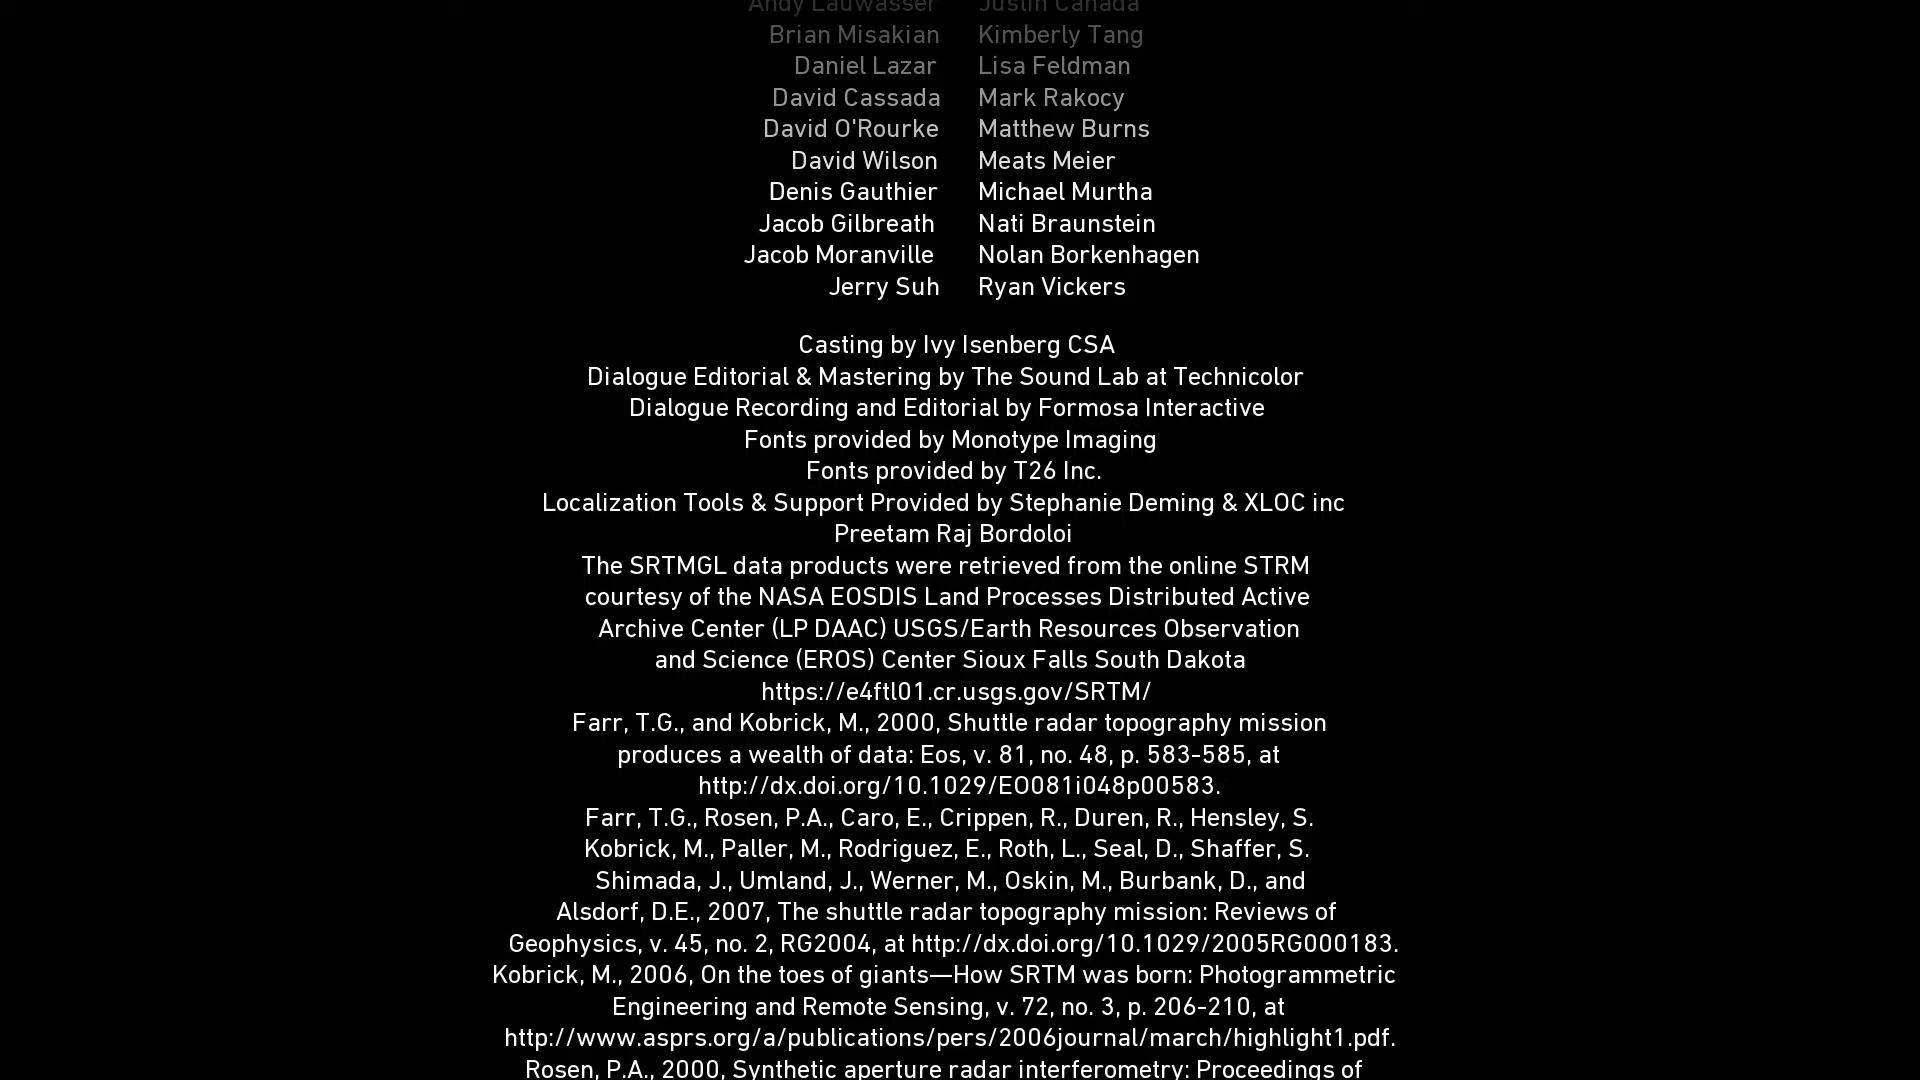 Andy Lauwasser Justin Canada
Brian Misakian Kimberly Tang
Daniel Lazar Lisa Feldman
David Cassada Mark Rakocy
David O'Rourke Matthew Burns
David Wilson Meats Meier
Denis Gauthier Michael Murtha
Jacob Gilbreath Nati Braunstein
Jacob Moranville Nolan Borkenhagen
Jerry Suh Ryan Vickers
Casting by Ivy Isenberg CSA
Dialogue Editorial & Mastering by The Sound Lab at Technicolor
Dialogue Recording and Editorial by Formosa Interactive
Fonts provided by Monotype Imaging
Fonts provided by T26 Inc.
Localization Tools & Support Provided by Stephanie Deming & XLOC inc
Preetam Raj Bordoloi
The SRTMGL data products were retrieved from the online STRM
courtesy of the NASA EOSDIS Land Processes Distributed Active
Archive Center (LP DAAC) USGS/Earth Resources Observation
and Science (EROS) Center Sioux Falls South Dakota
https://e4ftl01.cr.usgs.gov/SRTM/
Farr, T.G., and Kobrick, M., 2000, Shuttle radar topography mission
produces a wealth of data: Eos, v. 81, no. 48, p. 583-585, at
http://dx.doi.org/10.1029/EO081i048p00583.
Farr, T.G., Rosen, P.A., Caro, E., Crippen, R., Duren, R., Hensley, S.
Kobrick, M., Paller, M., Rodriguez, E., Roth, L., Seal, D., Shaffer, S.
Shimada, J., Umland, J., Werner, M., Oskin, M., Burbank, D., and
Alsdorf, D.E., 2007, The shuttle radar topography mission: Reviews of
Geophysics, v. 45, no. 2, RG2004, at http://dx.doi.org/10.1029/2005RG000183.
Kobrick, M., 2006, On the toes of giants—How SRTM was born: Photogrammetric
Engineering and Remote Sensing, v. 72, no. 3, p. 206-210, at
http://www.asprs.org/a/publications/pers/2006journal/march/highlight1.pdf.
Rosen, P.A., 2000, Synthetic aperture radar interferometry: Proceedings of